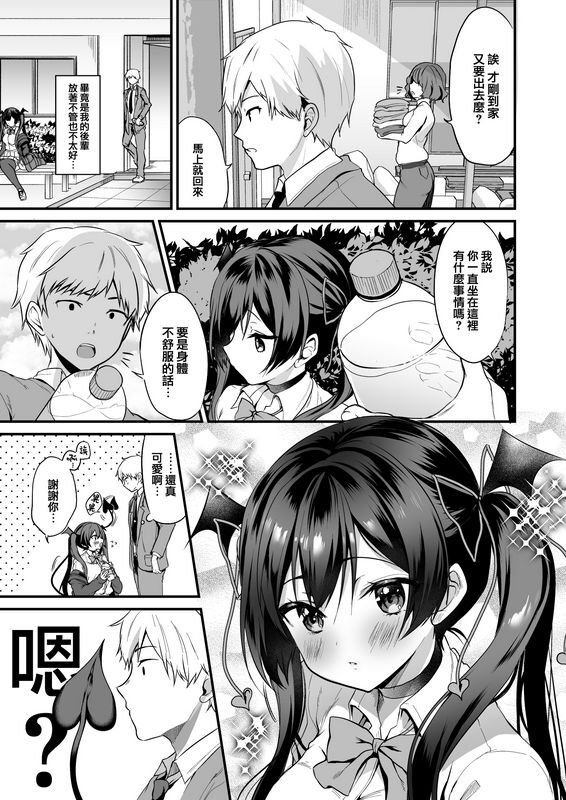 誒 才剛到家
又要出去麼?
馬上就回來
畢竟是我的後輩
放著不管也不太好…
我說
你一直坐在這裡
有什麼事情嗎?
要是身體
不舒服的話…
……還真
可愛啊…
誒
謝謝你…
嗯?